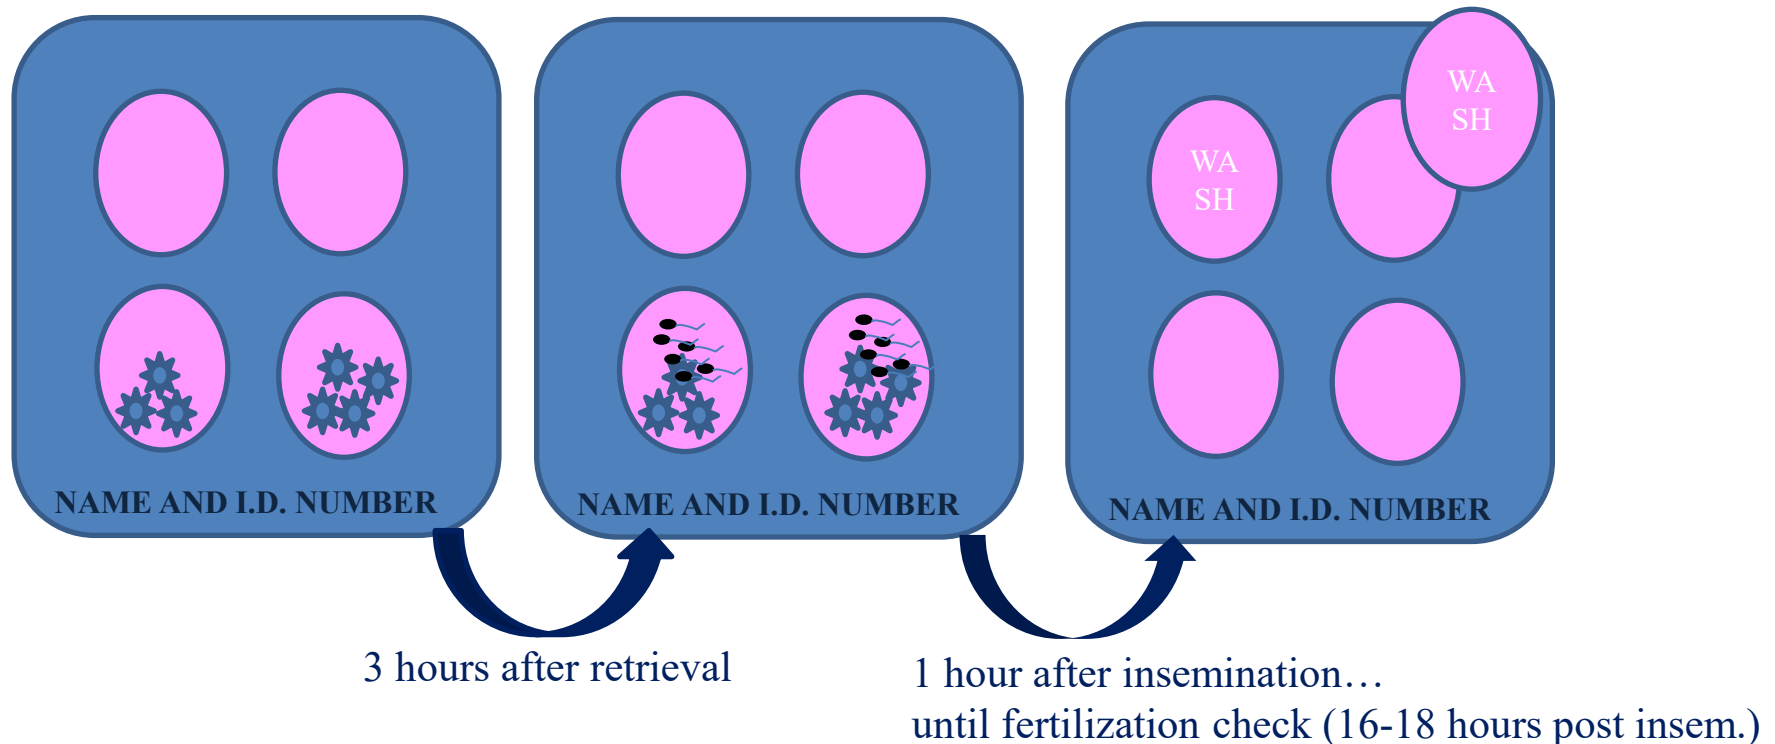 WA
SH
WA
SH
NAME AND I.D. NUMBER
NAME AND I.D. NUMBER
NAME AND I.D. NUMBER
3 hours after retrieval
1 hour after insemination…
until fertilization check (16-18 hours post insem.)